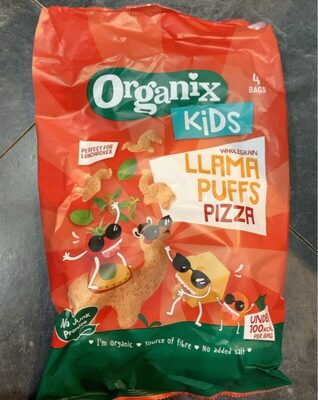 Organix
KiDS
4
BAGS
PERFECT FOR
LUNCHBOXES
WHOLEGRAIN
LLAMA
PUFFS
PIZZA
UNDER
100KCAL
PER BAG
No Junk
Promise
I'm organic ♥ Source of fibre ♥ No added salt